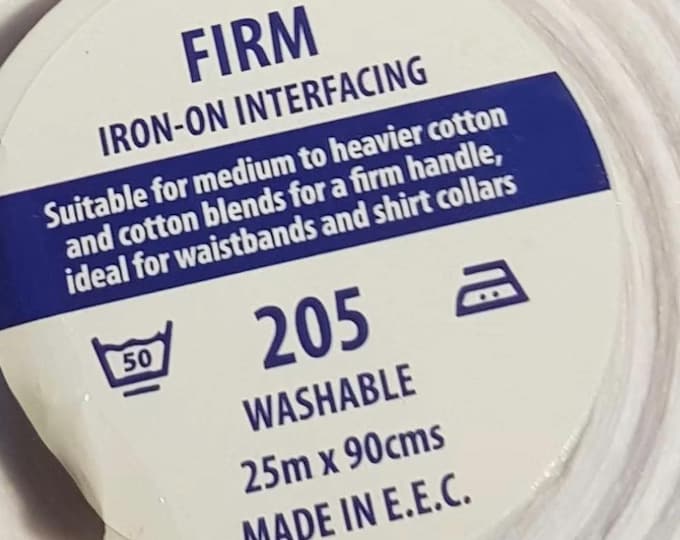 FIRM
IRON-ON INTERFACING
Suitable for medium to heavier cotton
and cotton blends for a firm handle,
ideal for waistbands and shirt collars
50
205
WASHABLE
25m x 90cms
MADE IN E.E.C.